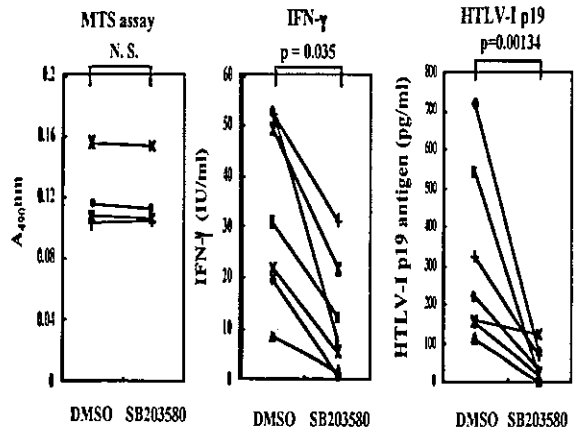 MTS assay
N. S.
0.2
0.16
0.12
0.08
0.04
0
A490nm
DMSO SB203580
IFN-γ
p = 0.035
60
50
40
30
20
10
0
IFN-γ (IU/ml)
DMSO SB203580
HTLV-I p19
p=0.00134
800
700
600
500
400
300
200
100
0
HTLV-I p19 antigen (pg/ml)
DMSO SB203580